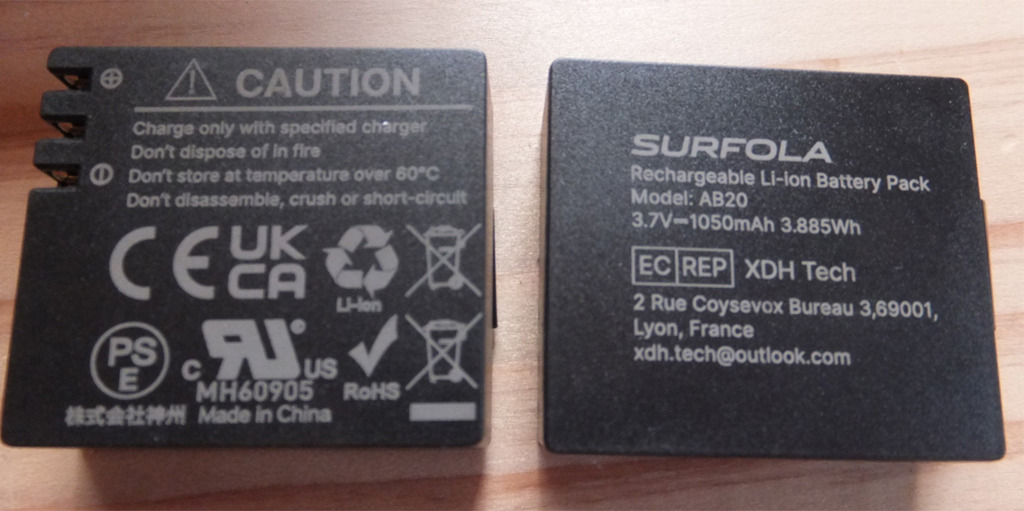 CAUTION
Charge only with specified charger
Don't dispose of in fire
Don't store at temperature over 60°C
Don't disassemble, crush or short-circuit
CE UK CA
Li-ion
PS E
c RU US
MH60905
RoHS
株式会社神州 Made in China
SURFOLA
Rechargeable Li-ion Battery Pack
Model: AB20
3.7V⎓1050mAh 3.885Wh
EC REP XDH Tech
2 Rue Coysevox Bureau 3,69001,
Lyon, France
xdh.tech@outlook.com